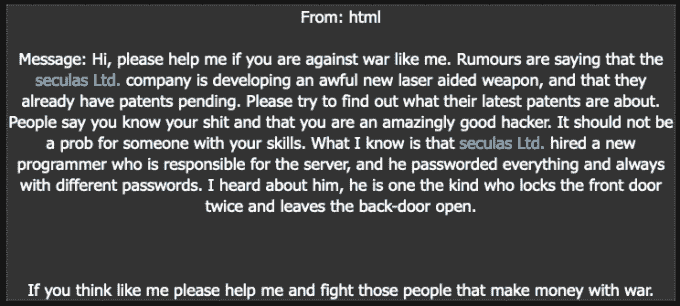 From: html
Message: Hi, please help me if you are against war like me. Rumours are saying that the
seculas Ltd. company is developing an awful new laser aided weapon, and that they
already have patents pending. Please try to find out what their latest patents are about.
People say you know your shit and that you are an amazingly good hacker. It should not be
a prob for someone with your skills. What I know is that seculas Ltd. hired a new
programmer who is responsible for the server, and he passworded everything and always
with different passwords. I heard about him, he is one the kind who locks the front door
twice and leaves the back-door open.
If you think like me please help me and fight those people that make money with war.